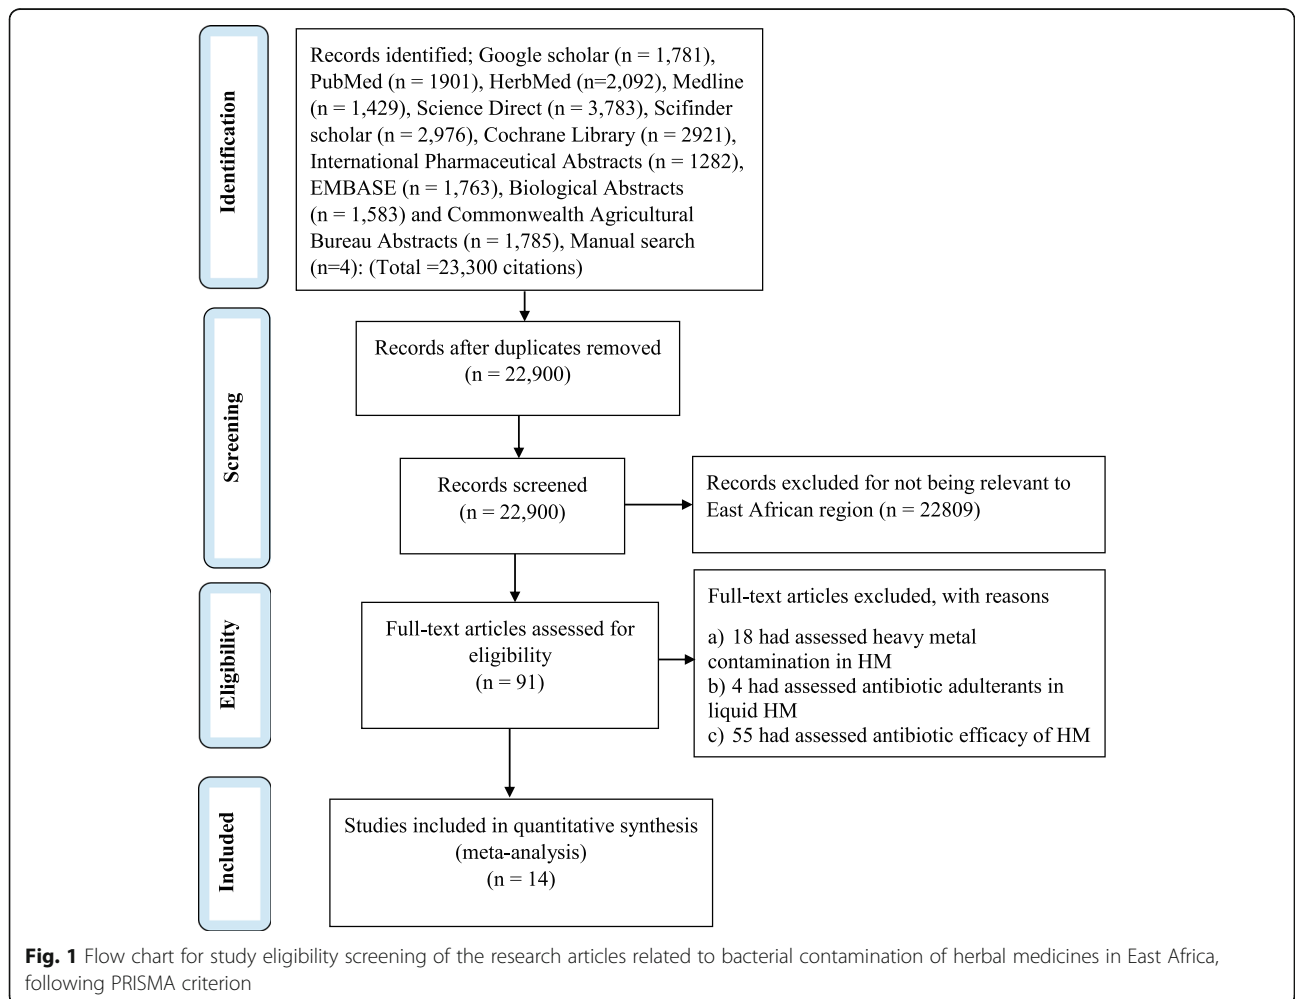 Identification
Records identified; Google scholar (n = 1,781),
PubMed (n = 1901), HerbMed (n=2,092), Medline
(n = 1,429), Science Direct (n = 3,783), Scifinder
scholar (n = 2,976), Cochrane Library (n = 2921),
International Pharmaceutical Abstracts (n = 1282),
EMBASE (n = 1,763), Biological Abstracts
(n = 1,583) and Commonwealth Agricultural
Bureau Abstracts (n = 1,785), Manual search
(n=4): (Total =23,300 citations)
Screening
Records after duplicates removed
(n = 22,900)
Records screened
(n = 22,900)
Records excluded for not being relevant to
East African region (n = 22809)
Eligibility
Full-text articles assessed for
eligibility
(n = 91)
Full-text articles excluded, with reasons
a) 18 had assessed heavy metal
contamination in HM
b) 4 had assessed antibiotic adulterants in
liquid HM
c) 55 had assessed antibiotic efficacy of HM
Included
Studies included in quantitative synthesis
(meta-analysis)
(n = 14)
Fig. 1 Flow chart for study eligibility screening of the research articles related to bacterial contamination of herbal medicines in East Africa,
following PRISMA criterion